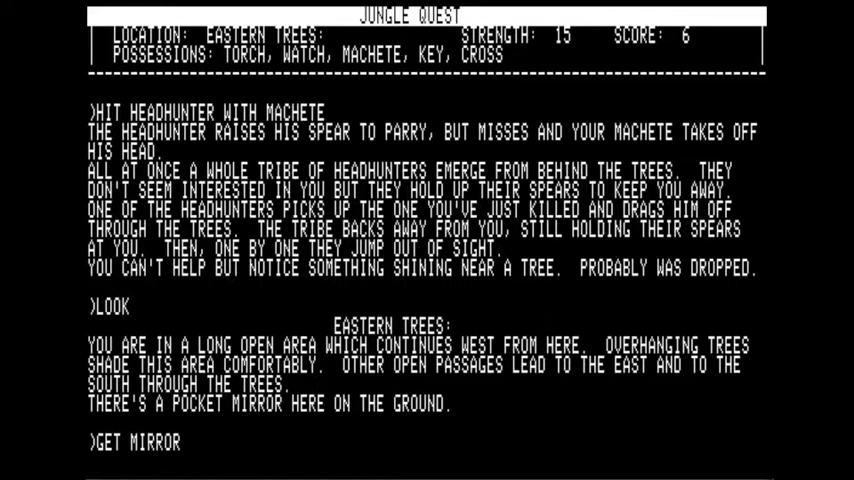 JUNGLE QUEST
LOCATION: EASTERN TREES: STRENGTH: 15 SCORE: 6
POSSESSIONS: TORCH, WATCH, MACHETE, KEY, CROSS
>HIT HEADHUNTER WITH MACHETE
THE HEADHUNTER RAISES HIS SPEAR TO PARRY, BUT MISSES AND YOUR MACHETE TAKES OFF
HIS HEAD.
ALL AT ONCE A WHOLE TRIBE OF HEADHUNTERS EMERGE FROM BEHIND THE TREES. THEY
DON'T SEEM INTERESTED IN YOU BUT THEY HOLD UP THEIR SPEARS TO KEEP YOU AWAY.
ONE OF THE HEADHUNTERS PICKS UP THE ONE YOU'VE JUST KILLED AND DRAGS HIM OFF
THROUGH THE TREES. THE TRIBE BACKS AWAY FROM YOU, STILL HOLDING THEIR SPEARS
AT YOU. THEN, ONE BY ONE THEY JUMP OUT OF SIGHT.
YOU CAN'T HELP BUT NOTICE SOMETHING SHINING NEAR A TREE. PROBABLY WAS DROPPED.
>LOOK
EASTERN TREES:
YOU ARE IN A LONG OPEN AREA WHICH CONTINUES WEST FROM HERE. OVERHANGING TREES
SHADE THIS AREA COMFORTABLY. OTHER OPEN PASSAGES LEAD TO THE EAST AND TO THE
SOUTH THROUGH THE TREES.
THERE'S A POCKET MIRROR HERE ON THE GROUND.
>GET MIRROR